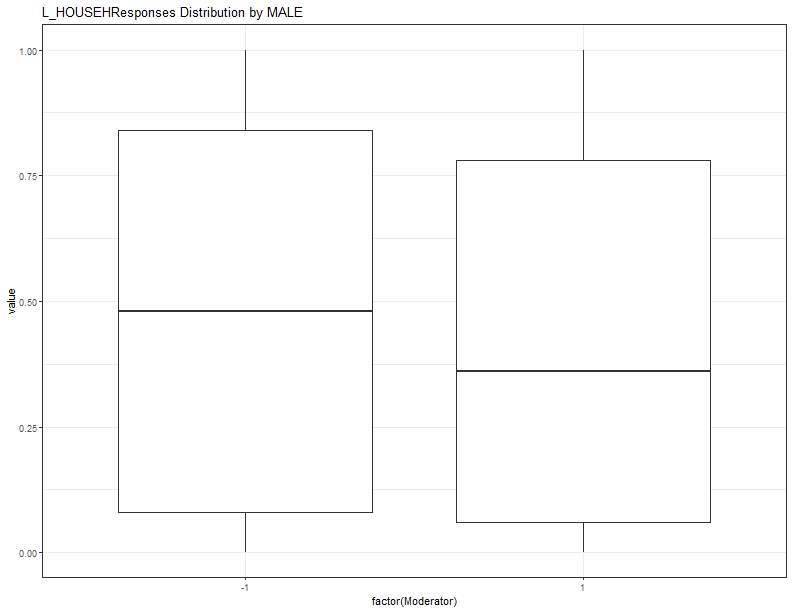 L_HOUSEHResponses Distribution by MALE
1.00
0.75
0.50
0.25
0.00
value
-1 1
factor(Moderator)